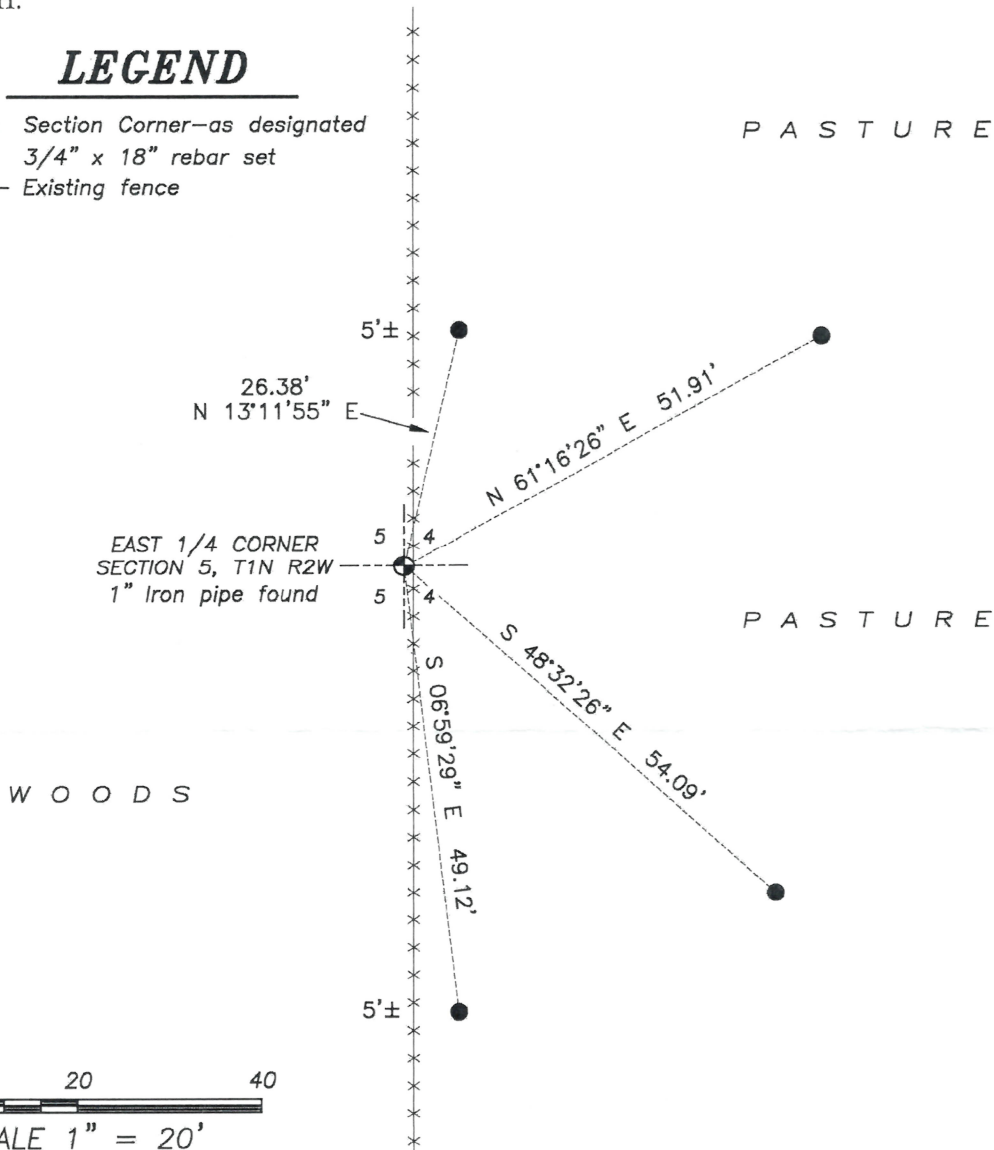 LEGEND
Section Corner—as designated
3/4" x 18" rebar set
Existing fence
PASTURE
5'±
26.38'
N 13°11'55" E
N 61°16'26" E 51.91'
5 4
EAST 1/4 CORNER
SECTION 5, T1N R2W
1" Iron pipe found
5 4
PASTURE
S 48°32'26" E 54.09'
S 06°59'29" E 49.12'
WOODS
5'±
20 40
ALE 1" = 20'